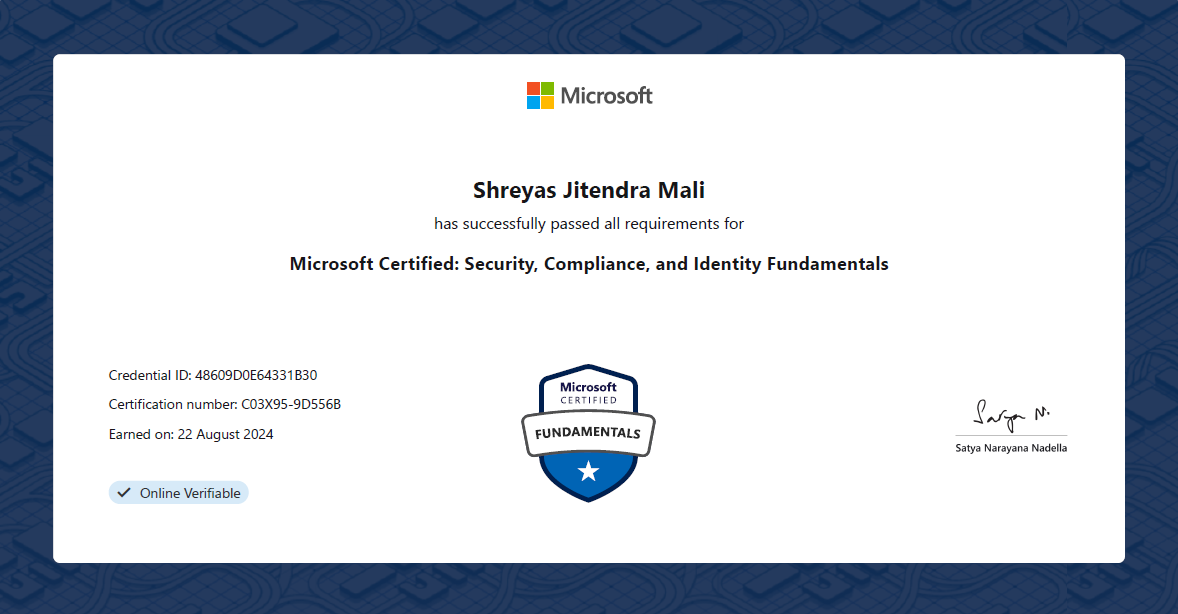 Microsoft
Shreyas Jitendra Mali
has successfully passed all requirements for
Microsoft Certified: Security, Compliance, and Identity Fundamentals
Credential ID: 48609D0E64331B30
Certification number: C03X95-9D556B
Earned on: 22 August 2024
Online Verifiable
Microsoft
CERTIFIED
FUNDAMENTALS
Satya N.
Satya Narayana Nadella